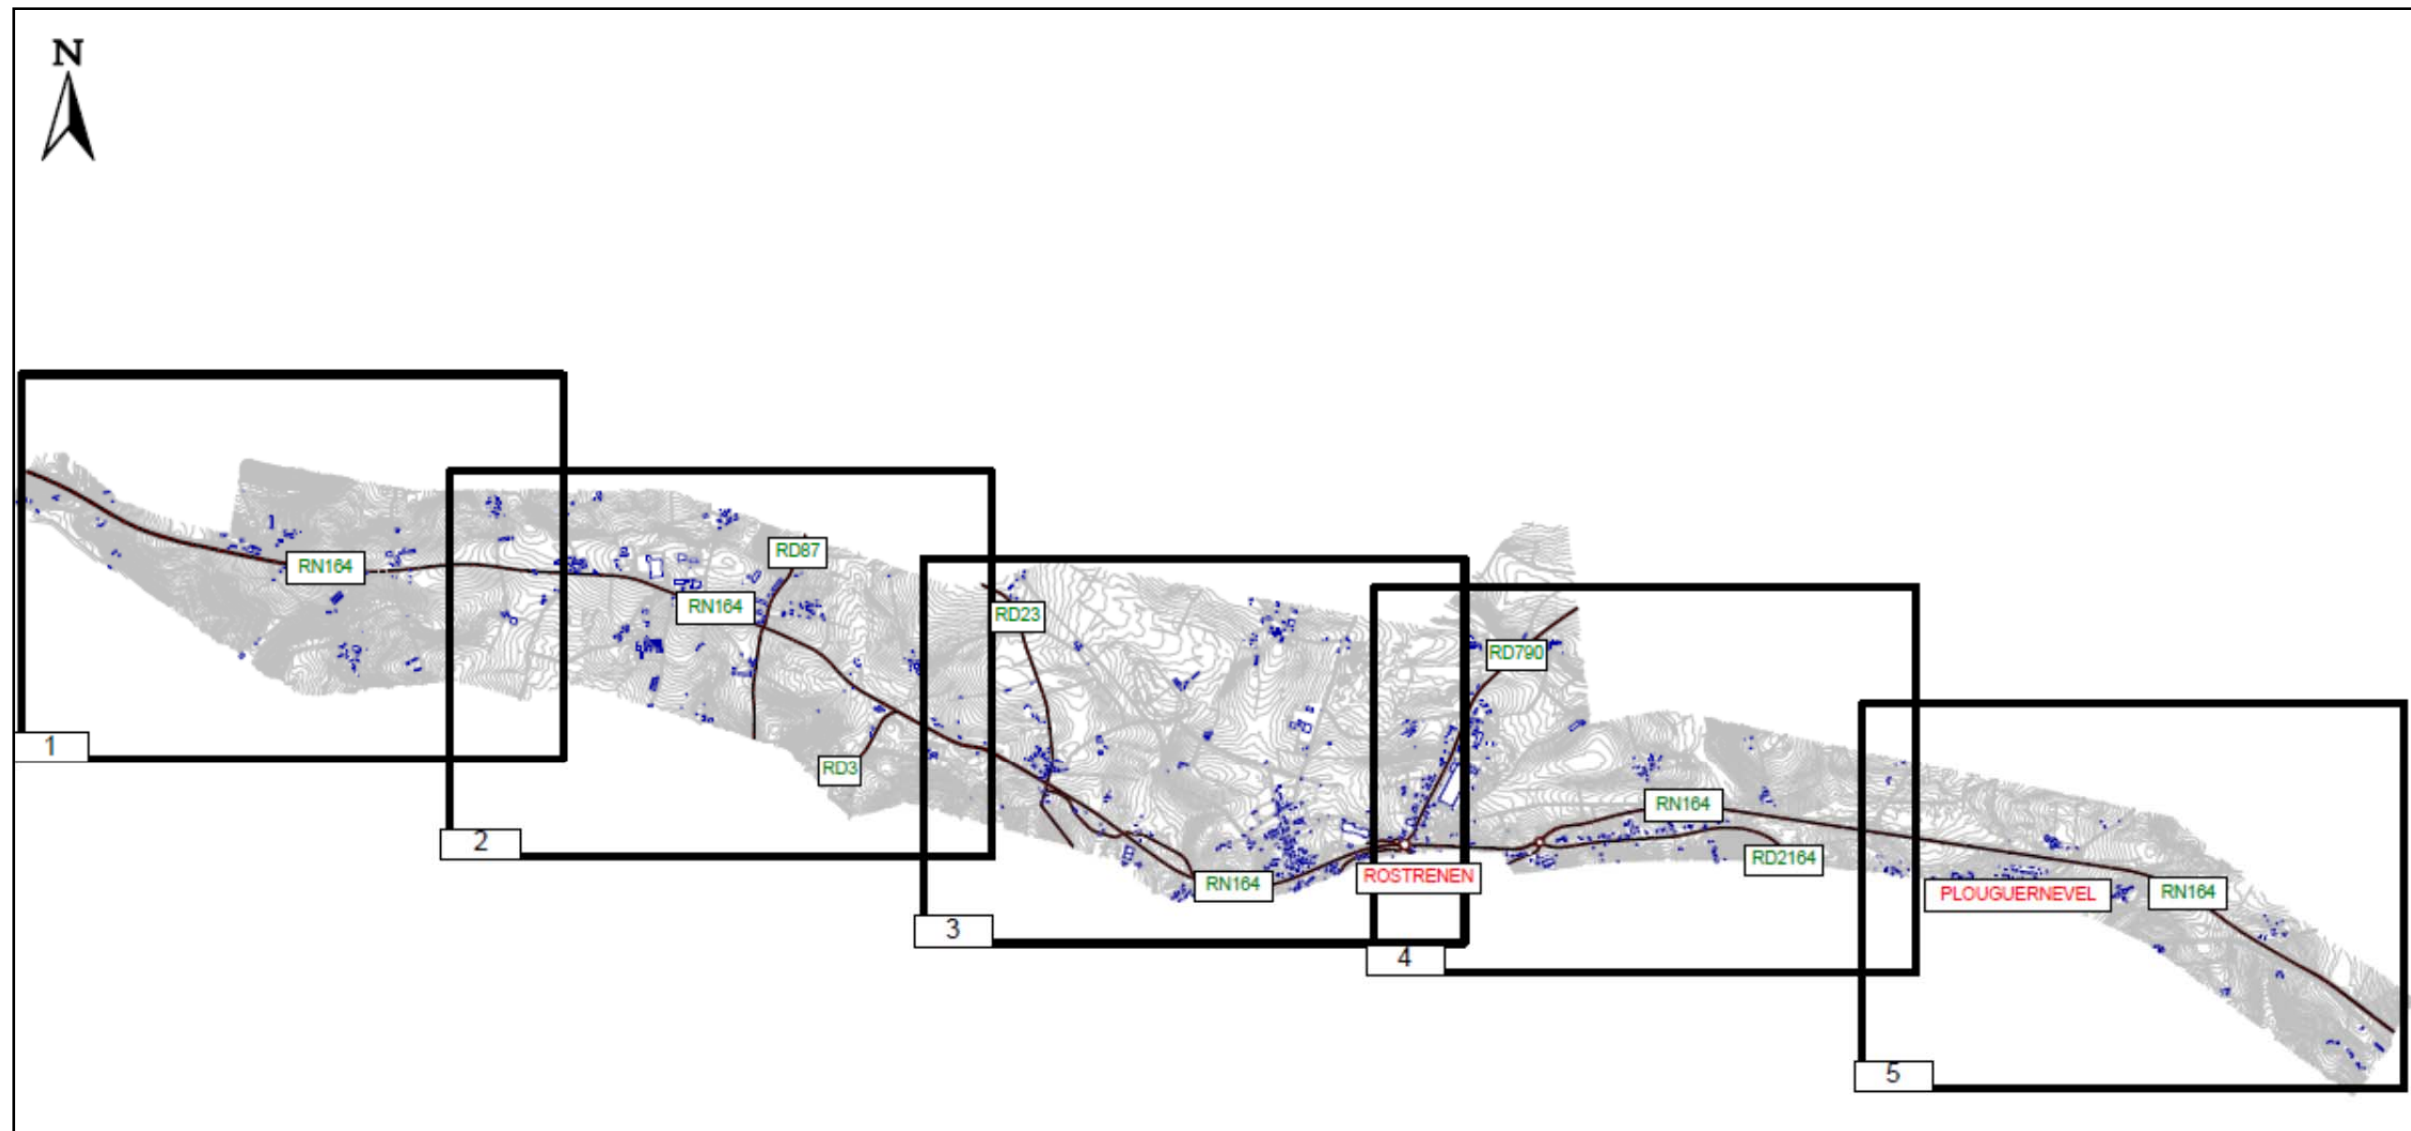 N
RN164
1
RD87
RN164
RD3
2
RD23
RN164
3
RD790
ROSTRENEN
RN164
RD2164
4
PLOUGUERNEVEL
RN164
5